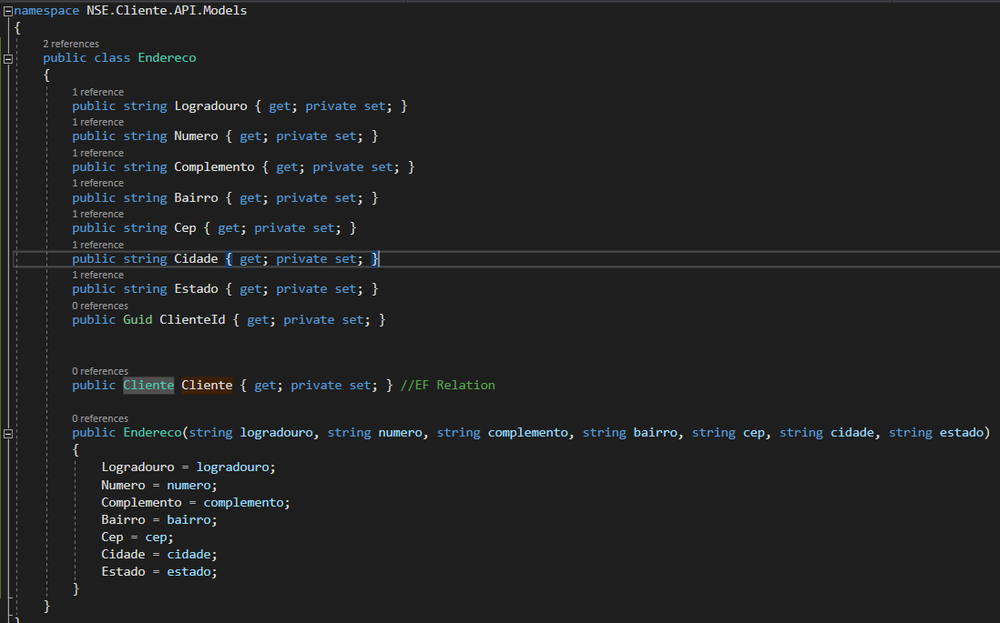 namespace NSE.Cliente.API.Models
{
2 references
public class Endereco
{
1 reference
public string Logradouro { get; private set; }
1 reference
public string Numero { get; private set; }
1 reference
public string Complemento { get; private set; }
1 reference
public string Bairro { get; private set; }
1 reference
public string Cep { get; private set; }
1 reference
public string Cidade { get; private set; }
1 reference
public string Estado { get; private set; }
0 references
public Guid ClienteId { get; private set; }
0 references
public Cliente Cliente { get; private set; } //EF Relation
0 references
public Endereco(string logradouro, string numero, string complemento, string bairro, string cep, string cidade, string estado)
{
Logradouro = logradouro;
Numero = numero;
Complemento = complemento;
Bairro = bairro;
Cep = cep;
Cidade = cidade;
Estado = estado;
}
}
}